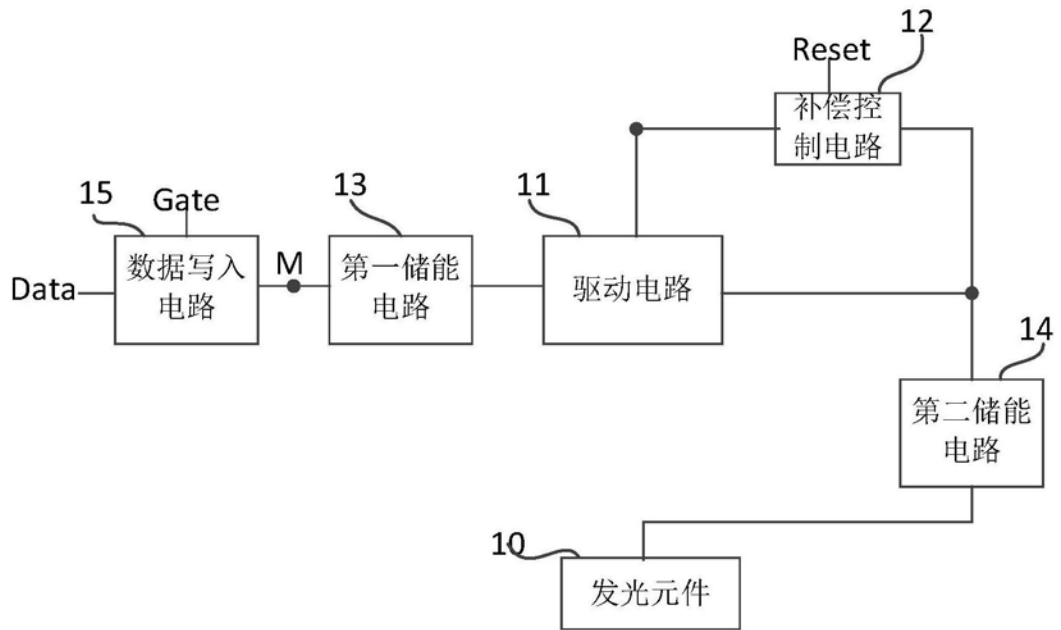 12
Reset
补偿控
制电路
15
Gate
13
11
数据写入
电路
M
第一储能
电路
驱动电路
Data
14
第二储能
电路
10
发光元件